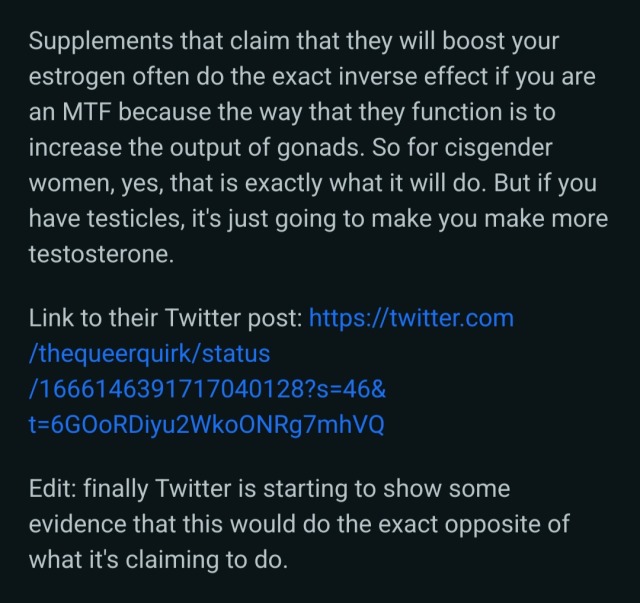 Supplements that claim that they will boost your
estrogen often do the exact inverse effect if you are
an MTF because the way that they function is to
increase the output of gonads. So for cisgender
women, yes, that is exactly what it will do. But if you
have testicles, it's just going to make you make more
testosterone.
Link to their Twitter post: https://twitter.com
/thequeerquirk/status
/1666146391717040128?s=46&
t=6GOoRDiyu2WkoONRg7mhVQ
Edit: finally Twitter is starting to show some
evidence that this would do the exact opposite of
what it's claiming to do.